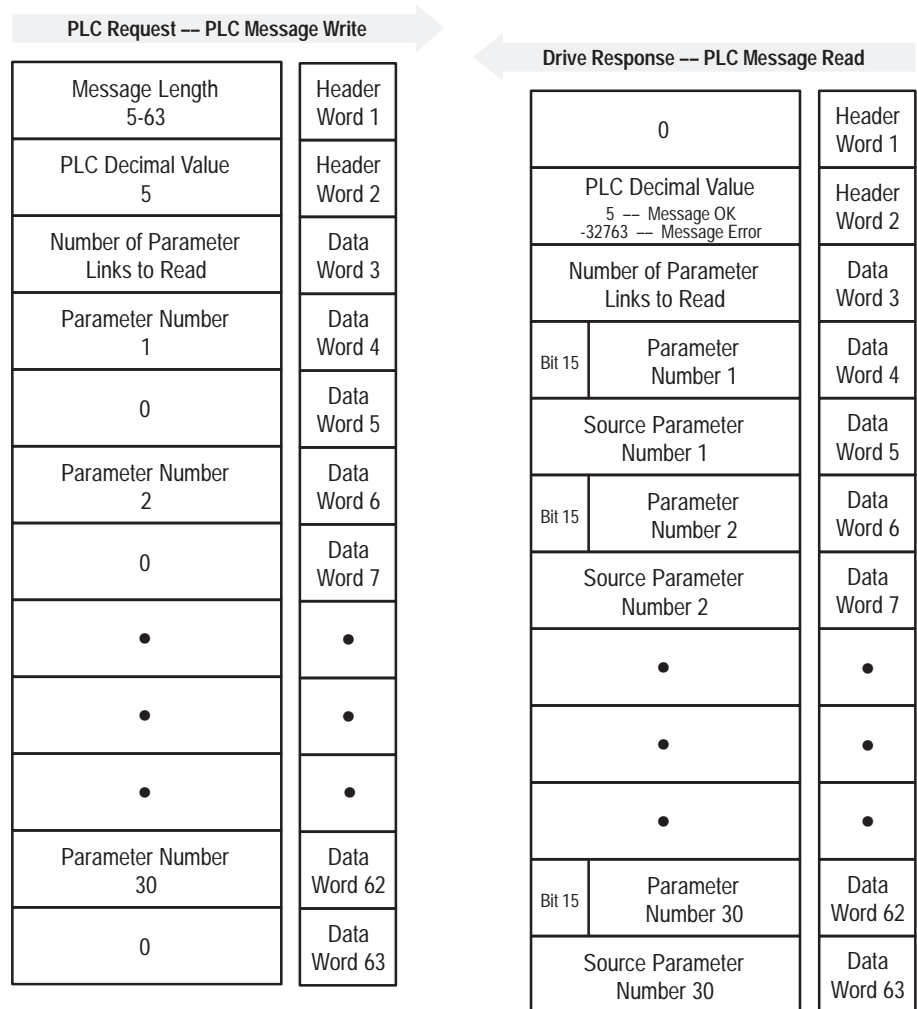 PLC Request –– PLC Message Write
Message Length
5-63
Header
Word 1
PLC Decimal Value
5
Header
Word 2
Number of Parameter
Links to Read
Data
Word 3
Parameter Number
1
Data
Word 4
0
Data
Word 5
Parameter Number
2
Data
Word 6
0
Data
Word 7
•
•
•
•
•
•
Parameter Number
30
Data
Word 62
0
Data
Word 63
Drive Response –– PLC Message Read
0
Header
Word 1
PLC Decimal Value
5 –– Message OK
-32763 –– Message Error
Header
Word 2
Number of Parameter
Links to Read
Data
Word 3
Bit 15
Parameter
Number 1
Data
Word 4
Source Parameter
Number 1
Data
Word 5
Bit 15
Parameter
Number 2
Data
Word 6
Source Parameter
Number 2
Data
Word 7
•
•
•
•
•
•
Bit 15
Parameter
Number 30
Data
Word 62
Source Parameter
Number 30
Data
Word 63